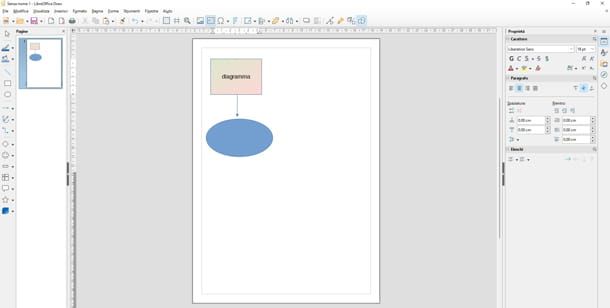 Senza nome 1 - LibreOffice Draw
File Modifica Visualizza Inserisci Formato Pagina Forma Strumenti Finestra Aiuto
Pagine
diagramma
Proprietà
Carattere
Liberation Sans
18 pt
Paragrafo
Spaziatura: Rientro:
0,00 cm 0,00 cm
0,00 cm 0,00 cm
0,00 cm
Elenchi